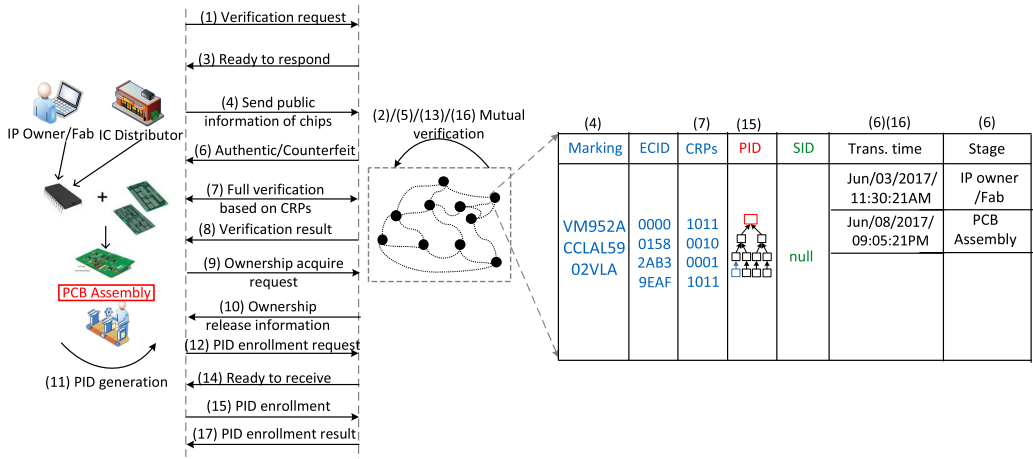 (1) Verification request
(3) Ready to respond
(4) Send public
information of chips
(6) Authentic/Counterfeit
(7) Full verification
based on CRPs
(8) Verification result
(9) Ownership acquire
request
(10) Ownership
release information
(12) PID enrollment request
(14) Ready to receive
(15) PID enrollment
(17) PID enrollment result
IP Owner/Fab
IC Distributor
+
PCB Assembly
(11) PID generation
(2)/(5)/(13)/(16) Mutual
verification
(4) (7) (15) (6)(16) (6)
Marking ECID CRPs PID SID Trans. time Stage
VM952A
CCLAL59
02VLA
0000
0158
2AB3
9EAF
1011
0010
0001
1011
null
Jun/03/2017/
11:30:21AM
IP owner
/Fab
Jun/08/2017/
09:05:21PM
PCB
Assembly